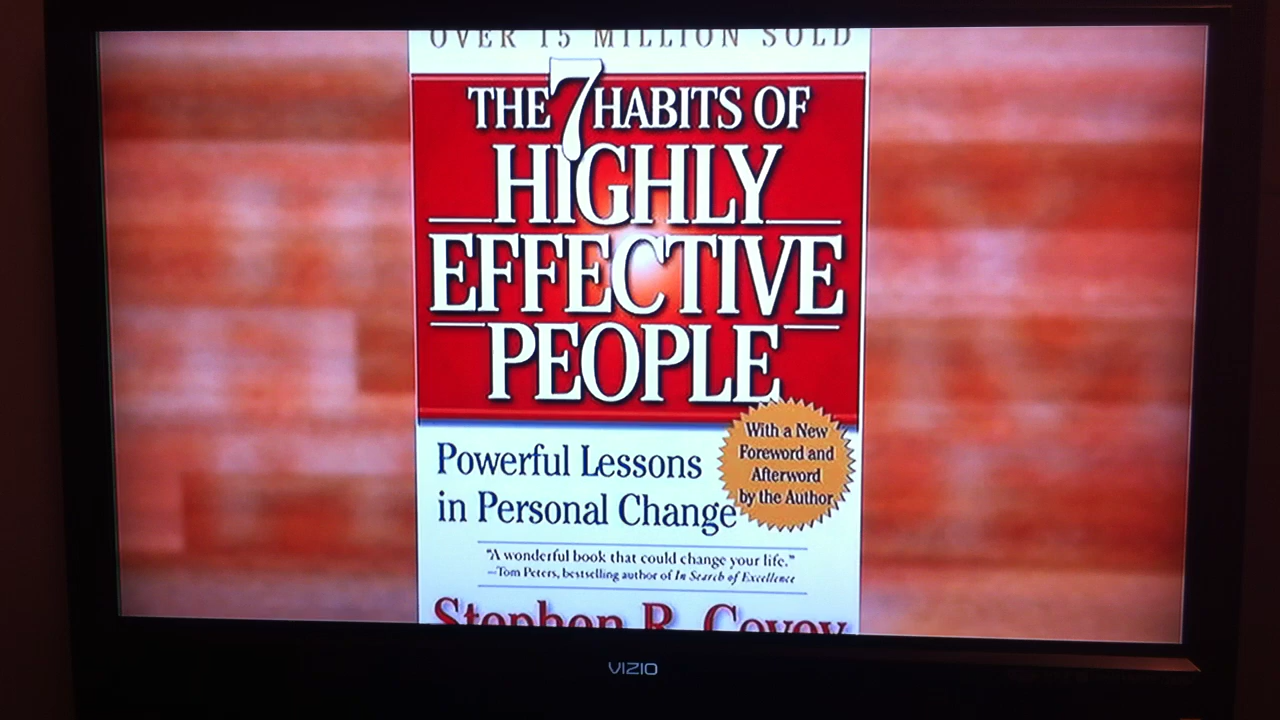 OVER 15 MILLION SOLD
THE 7 HABITS OF
HIGHLY
EFFECTIVE
PEOPLE
With a New
Foreword and
Afterword
by the Author
Powerful Lessons
in Personal Change
"A wonderful book that could change your life."
—Tom Peters, bestselling author of In Search of Excellence
Stephen R. Covey
VIZIO